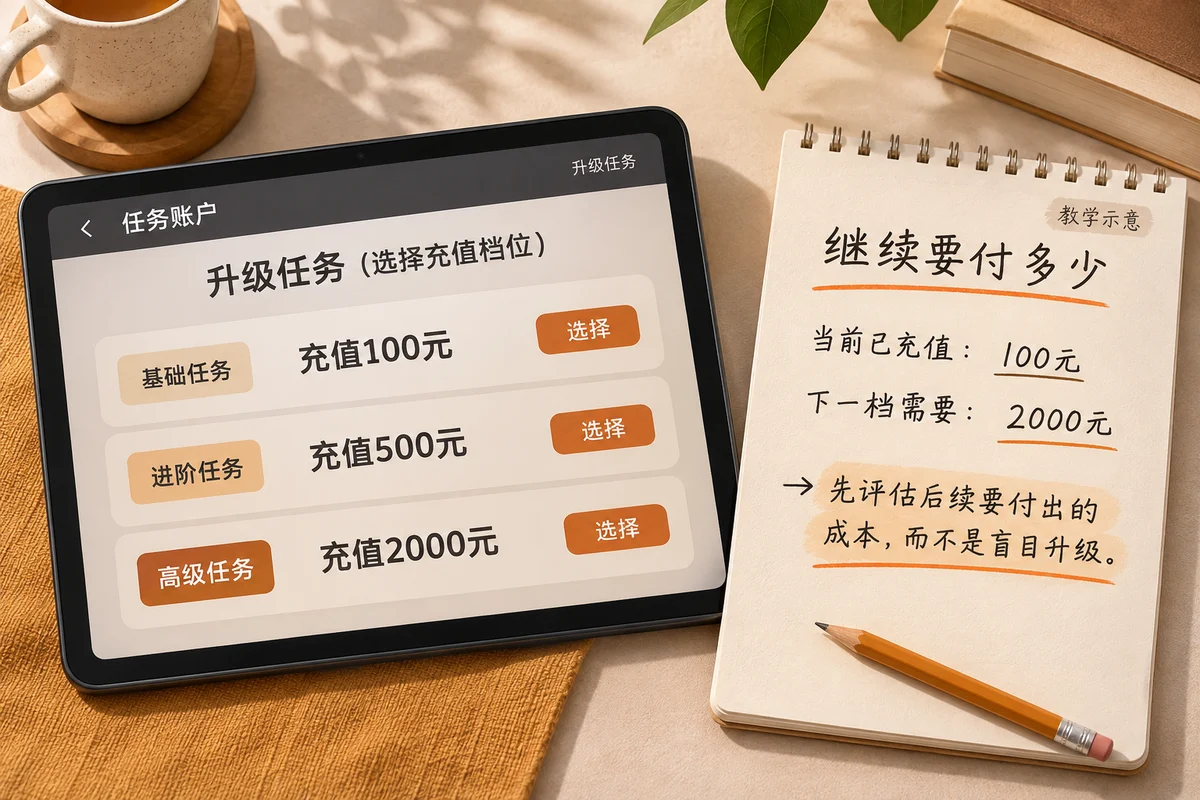 任务账户
升级任务
升级任务（选择充值档位）
基础任务 充值100元 选择
进阶任务 充值500元 选择
高级任务 充值2000元 选择
教学示意
继续要付多少
当前已充值：100元
下一档需要：2000元
→先评估后续要付出的
成本，而不是盲目升级。